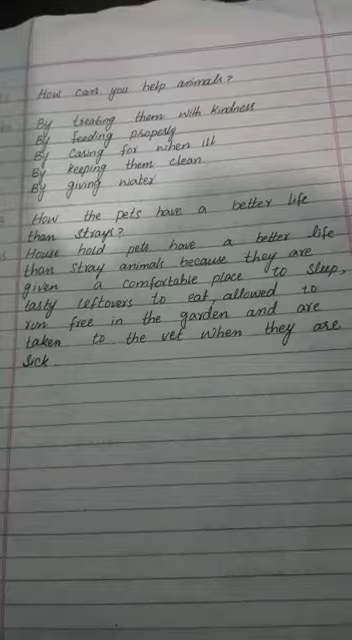 How can you help animals?
By treating them with kindness
By feeding properly
By caring for when ill
By keeping them clean
By giving water
How the pets have a better life
than strays?
House hold pets have a better life
than stray animals because they are
given a comfortable place to sleep,
tasty leftovers to eat, allowed to
run free in the garden and are
taken to the vet when they are
sick